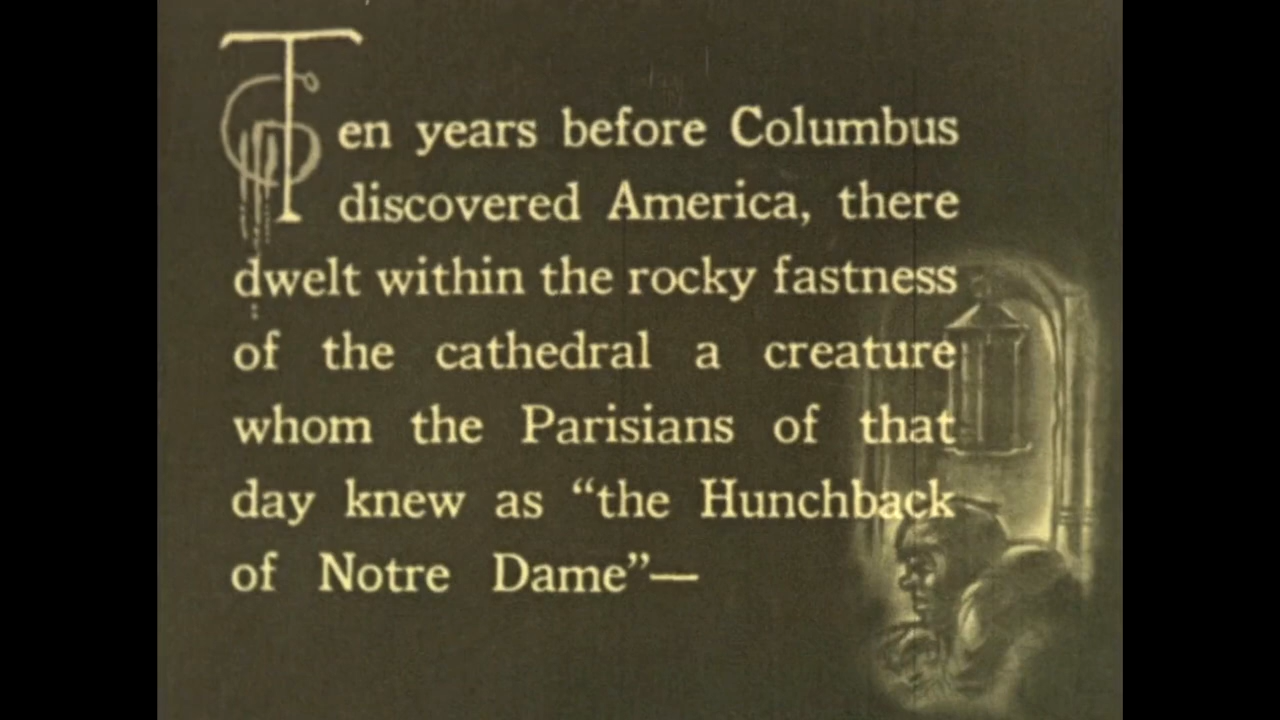 Ten years before Columbus
discovered America, there
dwelt within the rocky fastness
of the cathedral a creature
whom the Parisians of that
day knew as “the Hunchback
of Notre Dame”—